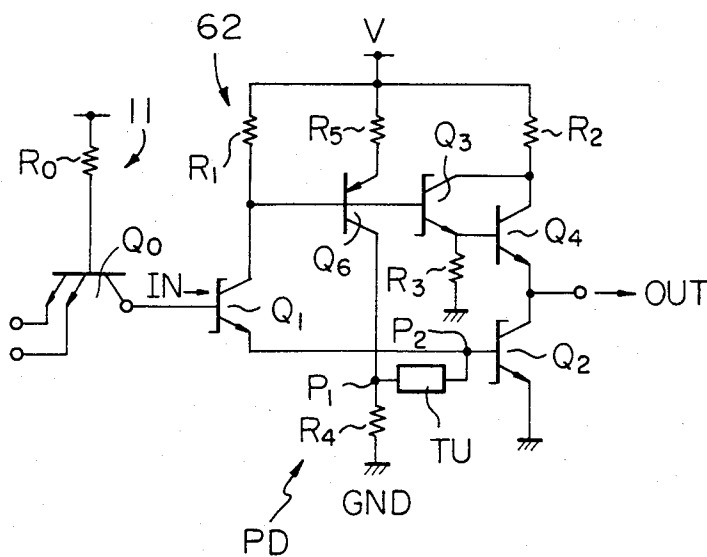 62
V
11
R0
R1
R5
Q3
R2
Q0
IN
Q1
Q6
R3
Q4
OUT
P2
Q2
P1
R4
TU
GND
PD